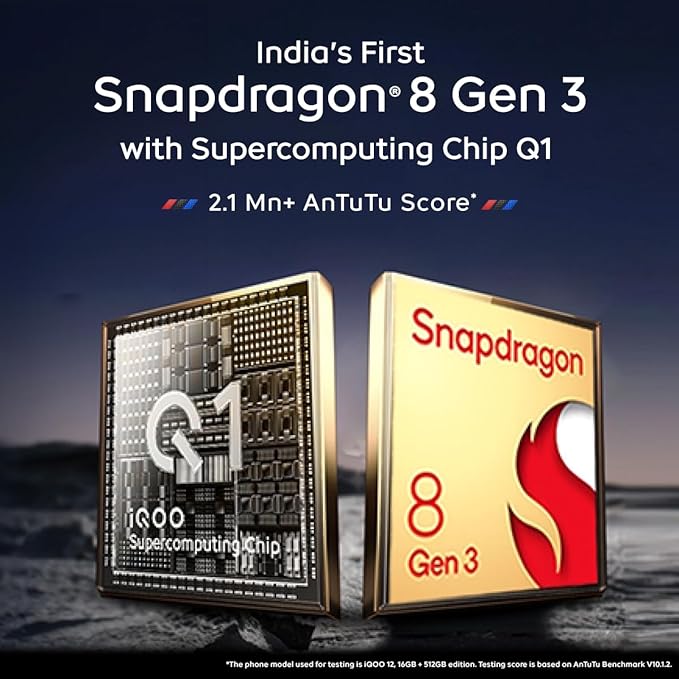 India's First
Snapdragon® 8 Gen 3
with Supercomputing Chip Q1
2.1 Mn+ AnTuTu Score*
Q1
iQOO
Supercomputing Chip
Snapdragon
8
Gen 3
*The phone model used for testing is iQOO 12, 16GB + 512GB edition. Testing score is based on AnTuTu Benchmark V10.1.2.